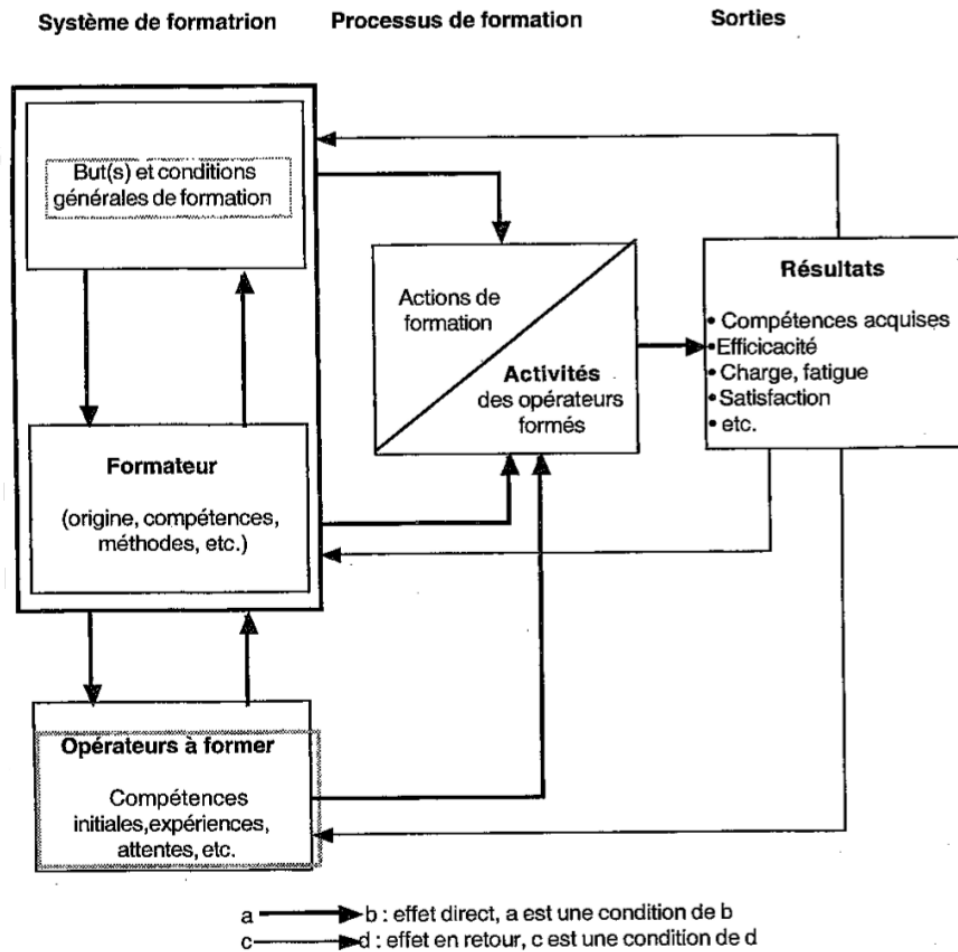 Système de formatrion
Processus de formation
Sorties
But(s) et conditions
générales de formation
Formateur
(origine, compétences,
méthodes, etc.)
Opérateurs à former
Compétences
initiales,expériences,
attentes, etc.
Actions de
formation
Activités
des opérateurs
formés
Résultats
• Compétences acquises
•Efficicacité
• Charge, fatigue
• Satisfaction
• etc.
a b : effet direct, a est une condition de b
c d : effet en retour, c est une condition de d